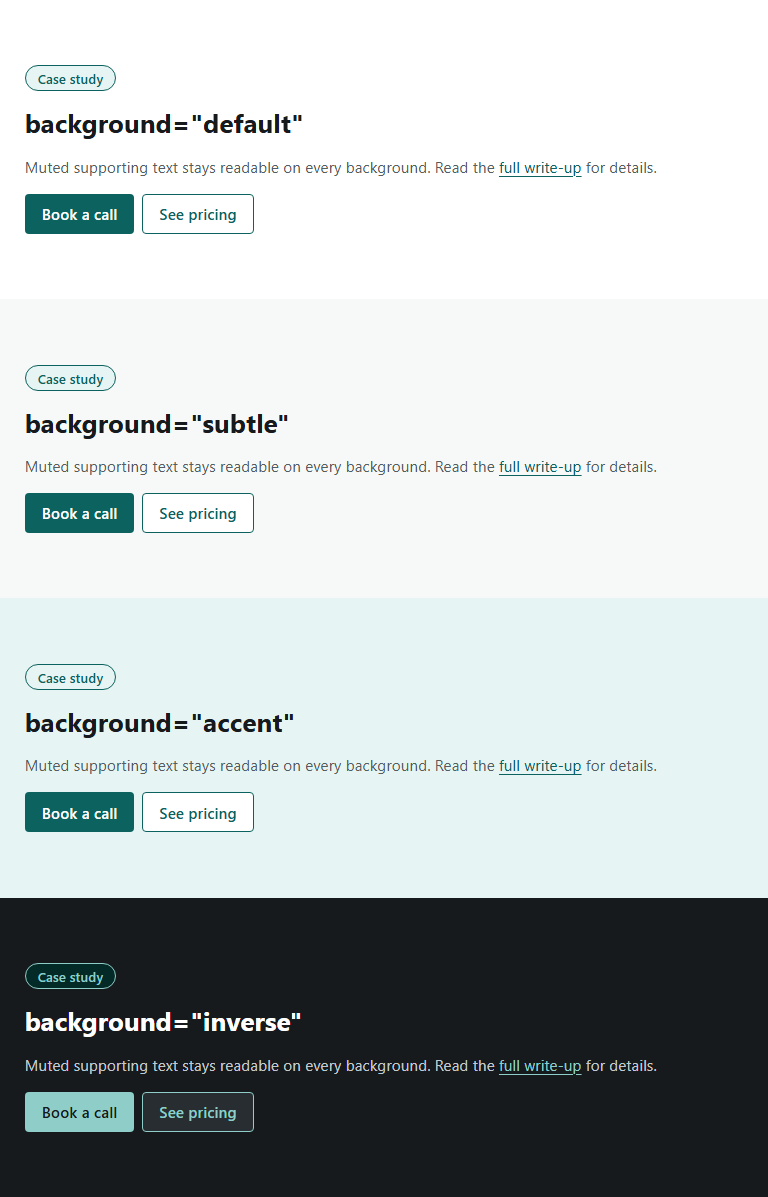 Case study
background="default"
Muted supporting text stays readable on every background. Read the full write-up for details.
Book a call See pricing
Case study
background="subtle"
Muted supporting text stays readable on every background. Read the full write-up for details.
Book a call See pricing
Case study
background="accent"
Muted supporting text stays readable on every background. Read the full write-up for details.
Book a call See pricing
Case study
background="inverse"
Muted supporting text stays readable on every background. Read the full write-up for details.
Book a call See pricing